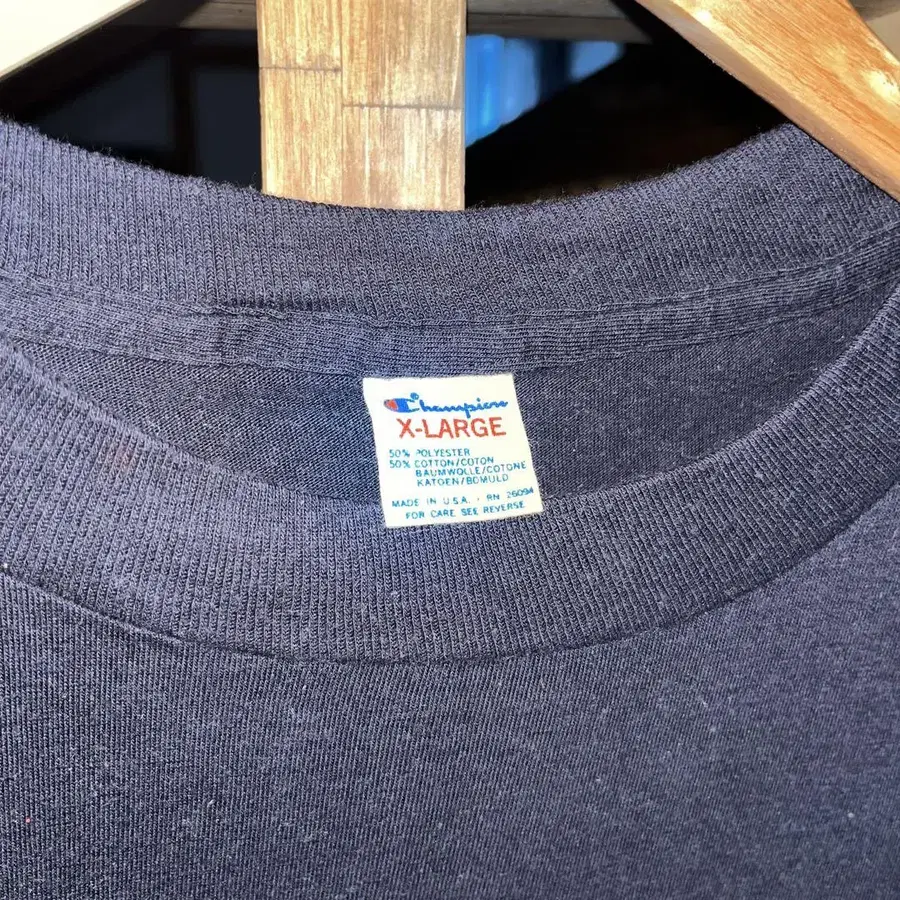 Champion
X-LARGE
50% POLYESTER
50% COTTON/COTON
BAUMWOLLE/COTONE
KATOEN/BOMULD
MADE IN U.S.A. · RN 26094
FOR CARE SEE REVERSE